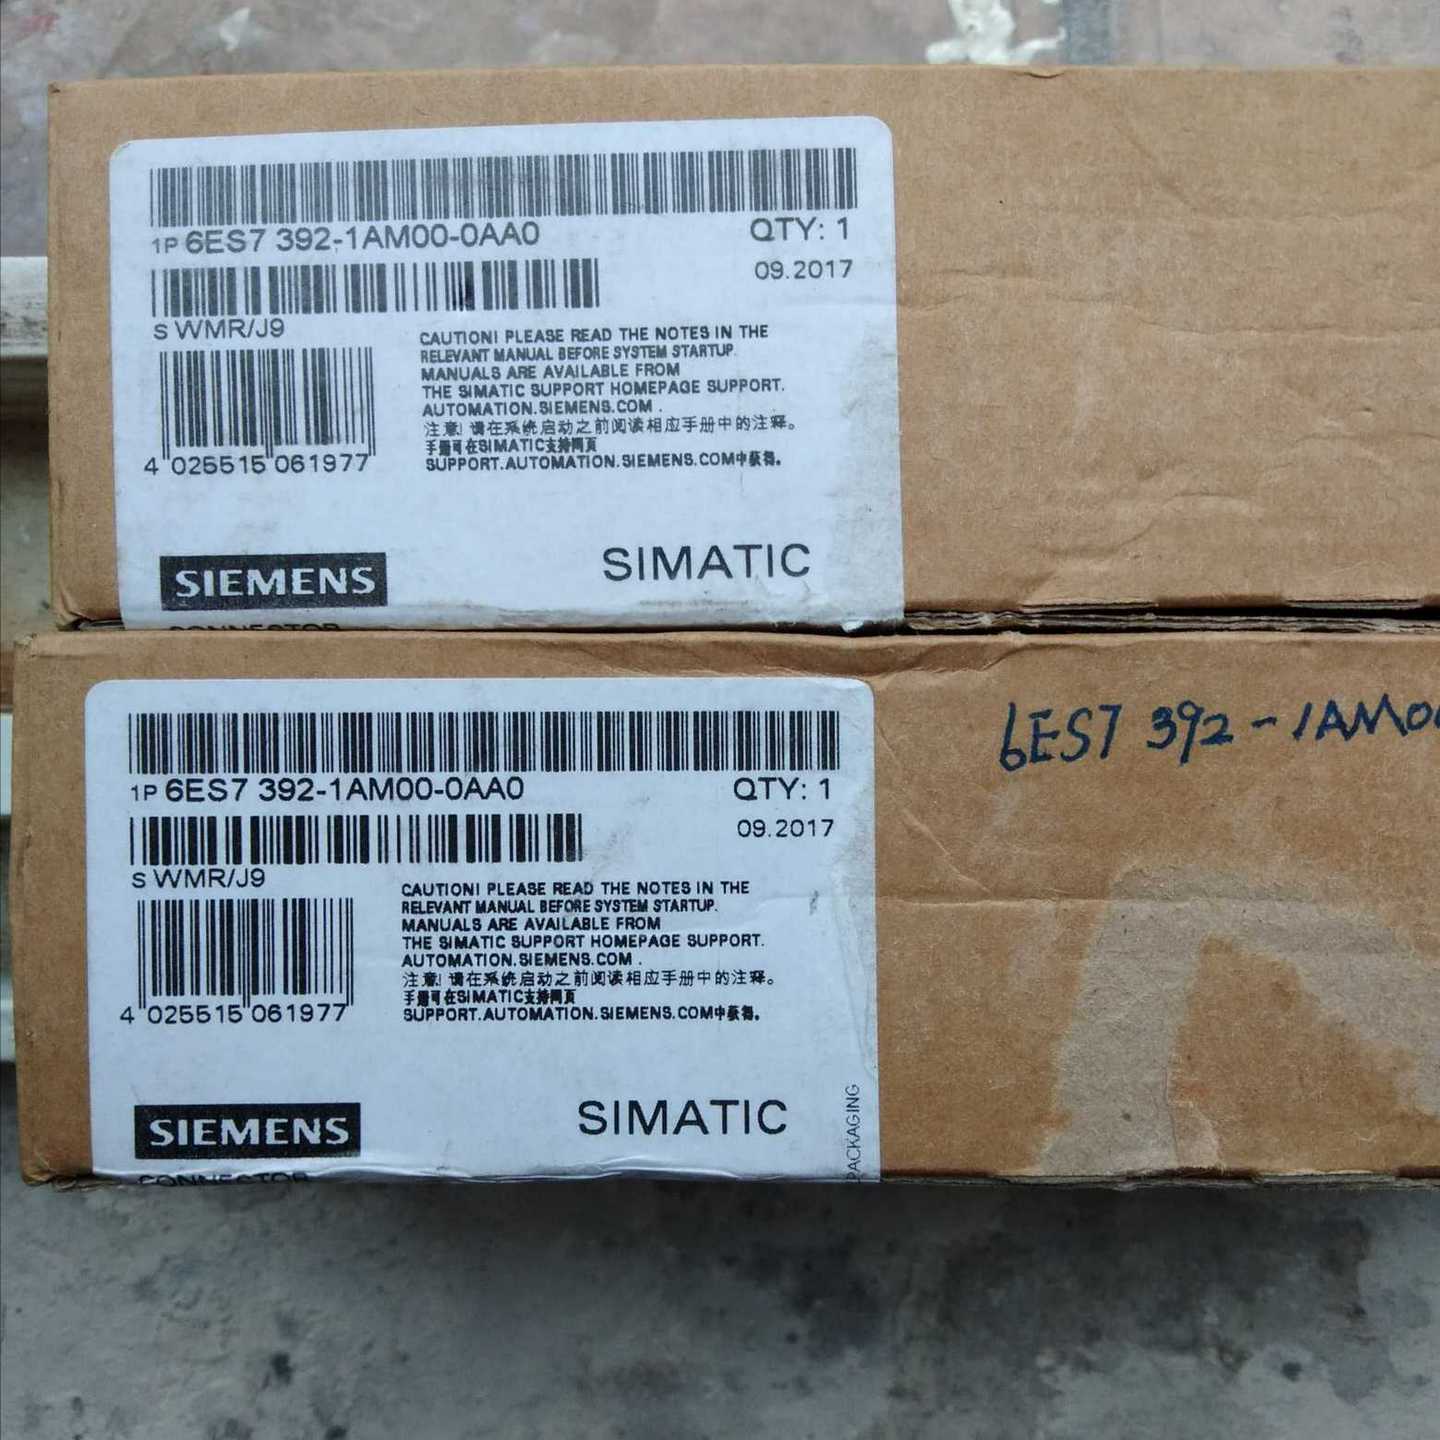 1P 6ES7 392-1AM00-0AA0 QTY: 1
09.2017
S WMR/J9
CAUTION! PLEASE READ THE NOTES IN THE
RELEVANT MANUAL BEFORE SYSTEM STARTUP.
MANUALS ARE AVAILABLE FROM
THE SIMATIC SUPPORT HOMEPAGE SUPPORT.
AUTOMATION.SIEMENS.COM .
注意! 请在系统启动之前阅读相应手册中的注释。
手册可在SIMATIC支持网页
SUPPORT.AUTOMATION.SIEMENS.COM中获得。
4 025515 061977
SIEMENS
SIMATIC
CONNECTOR
1P 6ES7 392-1AM00-0AA0 QTY: 1
09.2017
S WMR/J9
CAUTION! PLEASE READ THE NOTES IN THE
RELEVANT MANUAL BEFORE SYSTEM STARTUP.
MANUALS ARE AVAILABLE FROM
THE SIMATIC SUPPORT HOMEPAGE SUPPORT.
AUTOMATION.SIEMENS.COM .
注意! 请在系统启动之前阅读相应手册中的注释。
手册可在SIMATIC支持网页
SUPPORT.AUTOMATION.SIEMENS.COM中获得。
4 025515 061977
SIEMENS
SIMATIC
CONNECTOR
PACKAGING
6ES7 392-1AM00